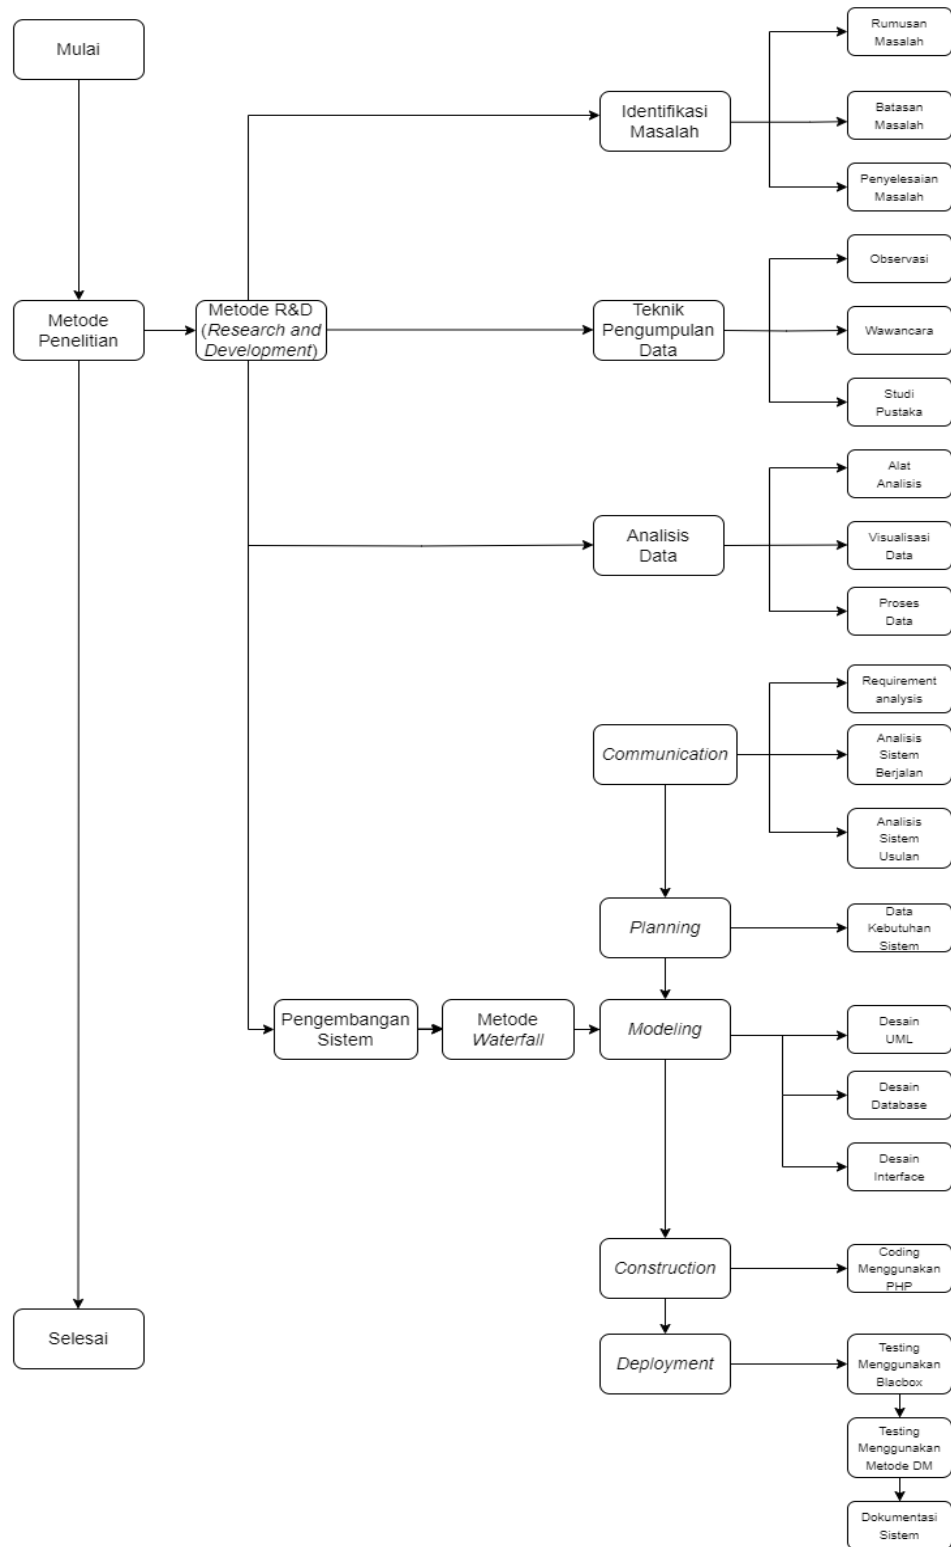 Mulai
Rumusan
Masalah
Identifikasi
Masalah
Batasan
Masalah
Penyelesaian
Masalah
Observasi
Metode
Penelitian
Metode R&D
(Research and
Development)
Teknik
Pengumpulan
Data
Wawancara
Studi
Pustaka
Alat
Analisis
Analisis
Data
Visualisasi
Data
Proses
Data
Requirement
analysis
Communication
Analisis
Sistem
Berjalan
Analisis
Sistem
Usulan
Planning
Data
Kebutuhan
Sistem
Pengembangan
Sistem
Metode
Waterfall
Modeling
Desain
UML
Desain
Database
Desain
Interface
Construction
Coding
Menggunakan
PHP
Selesai
Deployment
Testing
Menggunakan
Blacbox
Testing
Menggunakan
Metode DM
Dokumentasi
Sistem